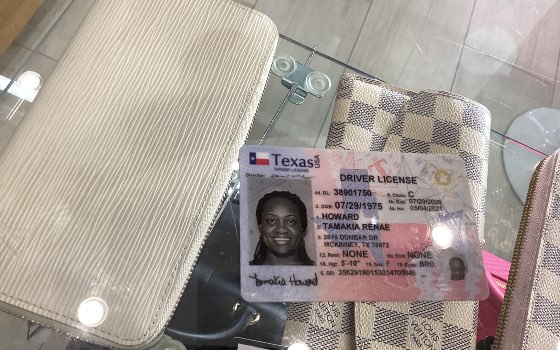 Texas USA
DRIVER LICENSE
Director
DRIVER LICENSE
4d. DL: 38901750 9. Class: C
4b. Exp: 07/29/2029
3. DOB: 07/29/1975 4a. Iss: 05/04/2021
1. HOWARD
2. TAMAKIA RENAE
8. 2916 DUNBAR DR
MCKINNEY, TX 75072
12. Rest: NONE 9a. End: NONE
16. Hgt: 5'-10" 15. Sex: F 18. Eyes: BRO
5. DD:
Tamakia Howard
LOUIS VUITTON